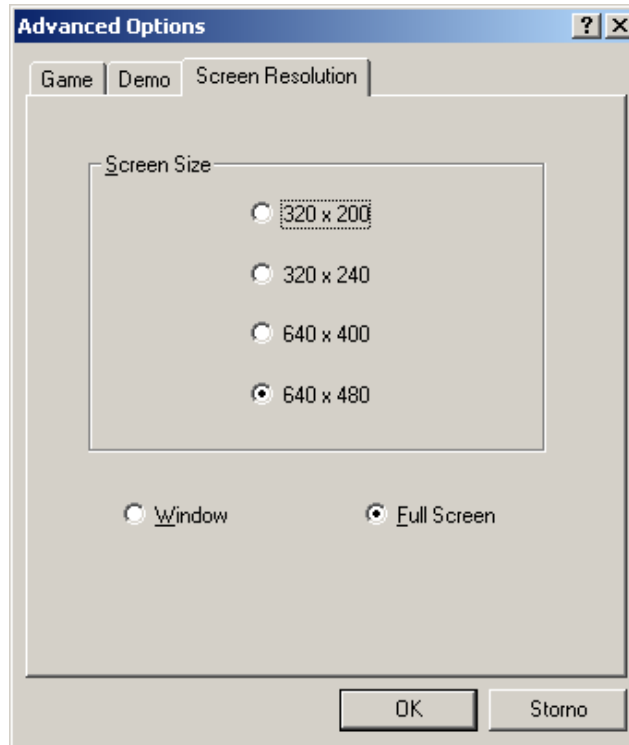 Advanced Options
Game Demo Screen Resolution
Screen Size
320 x 200
320 x 240
640 x 400
640 x 480
Window Full Screen
OK Storno